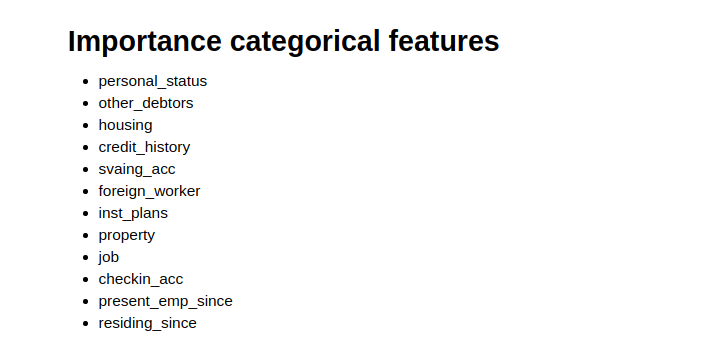 Importance categorical features
• personal_status
• other_debtors
• housing
• credit_history
• svaing_acc
• foreign_worker
• inst_plans
• property
• job
• checkin_acc
• present_emp_since
• residing_since